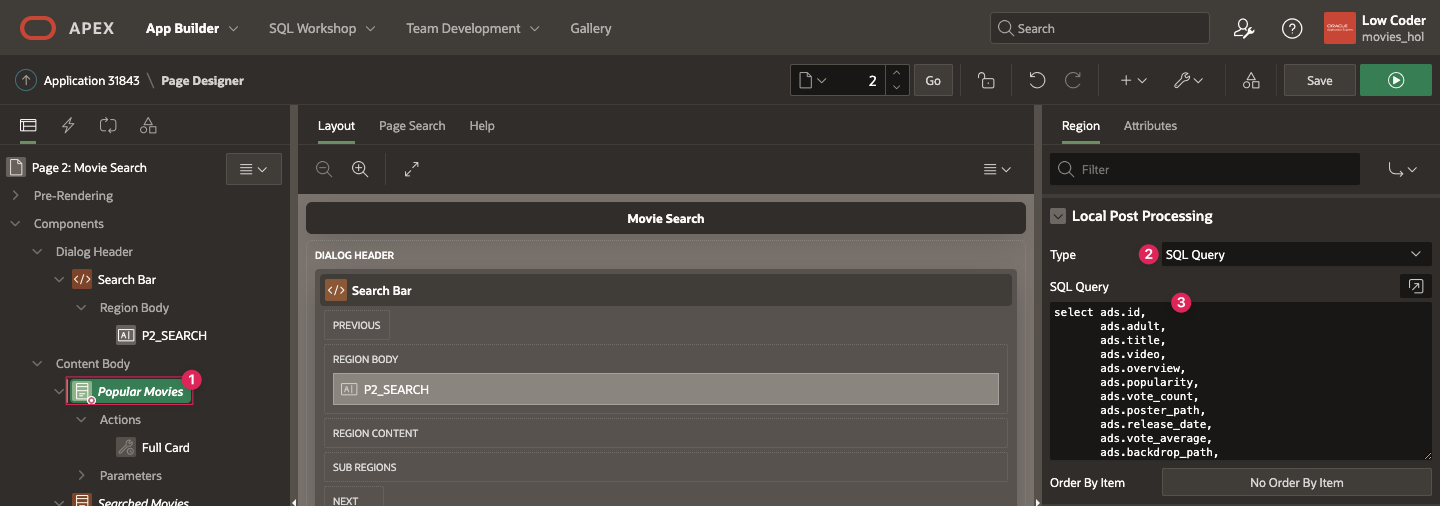 APEX App Builder SQL Workshop Team Development Gallery Search Low Coder
movies_hol
Application 31843 \ Page Designer 2 Go Save
Layout Page Search Help
Region Attributes
Page 2: Movie Search
Filter
Pre-Rendering
Components
Dialog Header
Search Bar
Region Body
P2_SEARCH
Content Body
Popular Movies 1
Actions
Full Card
Parameters
Searched Movies
Movie Search
DIALOG HEADER
Search Bar
PREVIOUS
REGION BODY
P2_SEARCH
REGION CONTENT
SUB REGIONS
NEXT
Local Post Processing
Type 2 SQL Query
SQL Query
3
select ads.id,
ads.adult,
ads.title,
ads.video,
ads.overview,
ads.popularity,
ads.vote_count,
ads.poster_path,
ads.release_date,
ads.vote_average,
ads.backdrop_path,
Order By Item No Order By Item